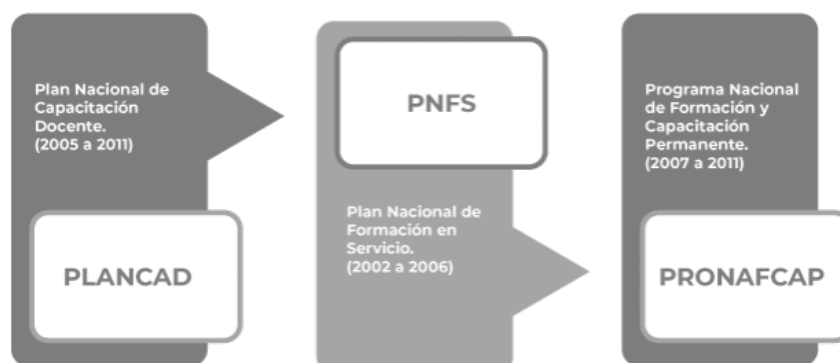 Plan Nacional de
Capacitación
Docente.
(2005 a 2011)
PLANCAD
PNFS
Plan Nacional de
Formación en
Servicio.
(2002 a 2006)
Programa Nacional
de Formación y
Capacitación
Permanente.
(2007 a 2011)
PRONAFCAP